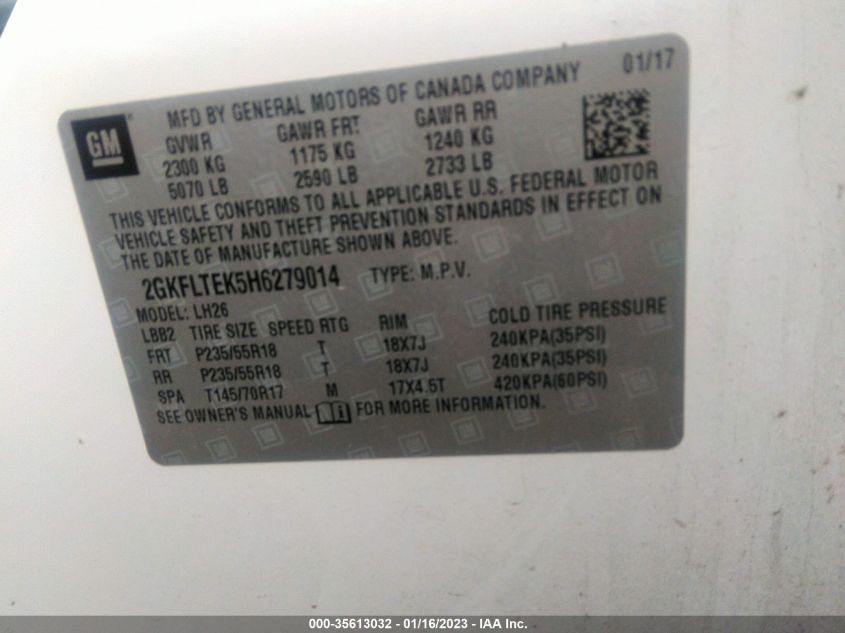 01/17
GM
MFD BY GENERAL MOTORS OF CANADA COMPANY
GVWR GAWR FRT GAWR RR
2300 KG 1175 KG 1240 KG
5070 LB 2590 LB 2733 LB
THIS VEHICLE CONFORMS TO ALL APPLICABLE U.S. FEDERAL MOTOR
VEHICLE SAFETY AND THEFT PREVENTION STANDARDS IN EFFECT ON
THE DATE OF MANUFACTURE SHOWN ABOVE.
2GKFLTEK5H6279014 TYPE: M.P.V.
MODEL: LH26
LBB2 TIRE SIZE SPEED RTG RIM COLD TIRE PRESSURE
FRT P235/55R18 T 18X7J 240KPA(35PSI)
RR P235/55R18 T 18X7J 240KPA(35PSI)
SPA T145/70R17 M 17X4.5T 420KPA(60PSI)
SEE OWNER'S MANUAL i FOR MORE INFORMATION.
000-35613032 - 01/16/2023 - IAA Inc.